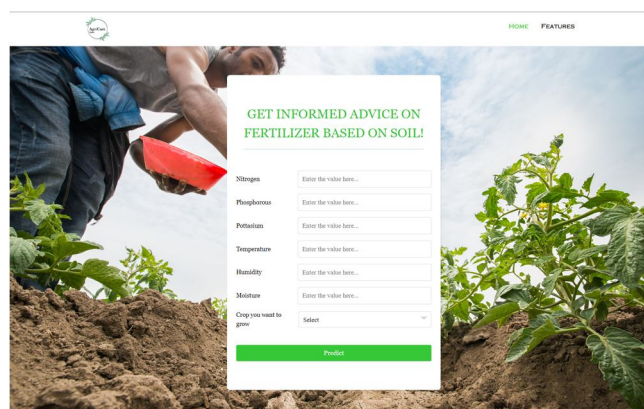 AgriCure
HOME FEATURES
GET INFORMED ADVICE ON
FERTILIZER BASED ON SOIL!
Nitrogen Enter the value here...
Phosphorous Enter the value here...
Pottasium Enter the value here...
Temperature Enter the value here...
Humidity Enter the value here...
Moisture Enter the value here...
Crop you want to
grow Select
Predict